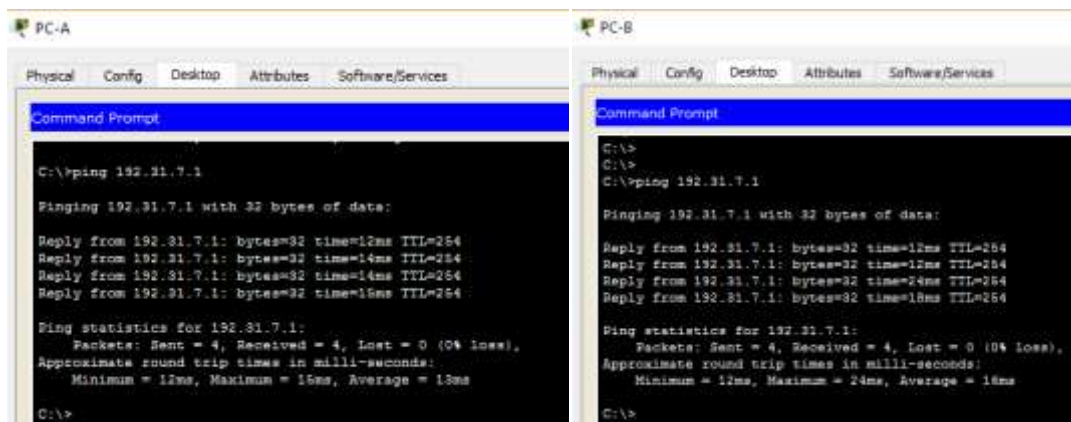 PC-A
Physical Config Desktop Attributes Software/Services
Command Prompt
C:\>ping 192.31.7.1
Pinging 192.31.7.1 with 32 bytes of data:
Reply from 192.31.7.1: bytes=32 time=12ms TTL=254
Reply from 192.31.7.1: bytes=32 time=14ms TTL=254
Reply from 192.31.7.1: bytes=32 time=14ms TTL=254
Reply from 192.31.7.1: bytes=32 time=15ms TTL=254
Ping statistics for 192.31.7.1:
Packets: Sent = 4, Received = 4, Lost = 0 (0% loss),
Approximate round trip times in milli-seconds:
Minimum = 12ms, Maximum = 15ms, Average = 13ms
C:\>
PC-B
Physical Config Desktop Attributes Software/Services
Command Prompt
C:\>
C:\>
C:\>ping 192.31.7.1
Pinging 192.31.7.1 with 32 bytes of data:
Reply from 192.31.7.1: bytes=32 time=12ms TTL=254
Reply from 192.31.7.1: bytes=32 time=12ms TTL=254
Reply from 192.31.7.1: bytes=32 time=24ms TTL=254
Reply from 192.31.7.1: bytes=32 time=18ms TTL=254
Ping statistics for 192.31.7.1:
Packets: Sent = 4, Received = 4, Lost = 0 (0% loss),
Approximate round trip times in milli-seconds:
Minimum = 12ms, Maximum = 24ms, Average = 16ms
C:\>